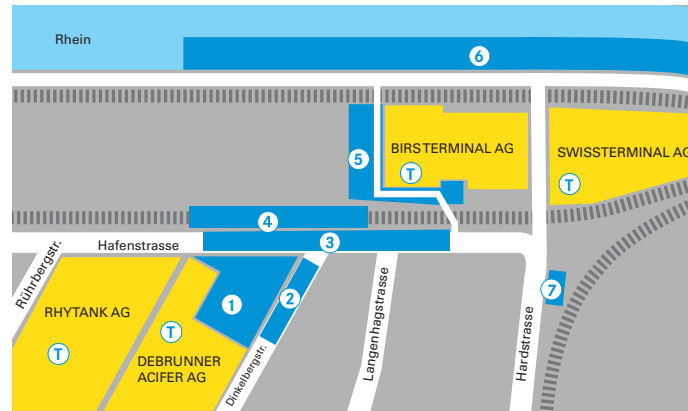 Rhein
6
5
BIRSTERMINAL AG
T
SWISSTERMINAL AG
T
4
Hafenstrasse
3
Rührbergstr.
1
2
7
RHYTANK AG
T
T
DEBRUNNER
ACIFER AG
Dinkelbergstr.
Langenhagstrasse
Hardstrasse